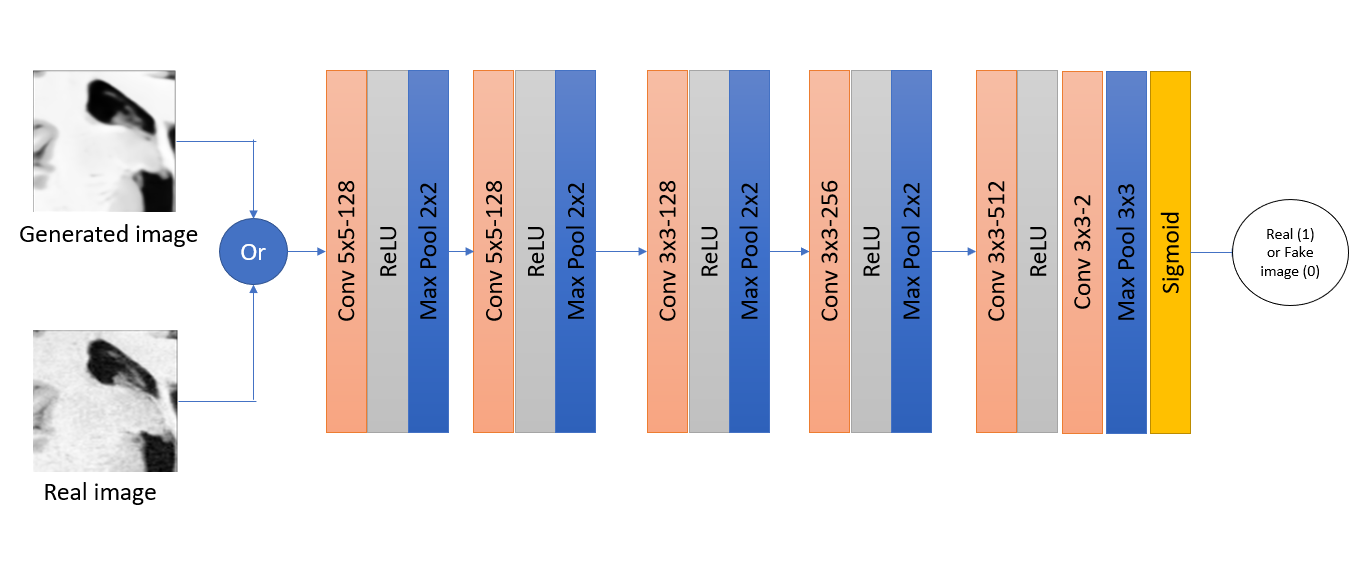 Generated image
Or
Real image
Conv 5x5-128
ReLU
Max Pool 2x2
Conv 5x5-128
ReLU
Max Pool 2x2
Conv 3x3-128
ReLU
Max Pool 2x2
Conv 3x3-256
ReLU
Max Pool 2x2
Conv 3x3-512
ReLU
Conv 3x3-2
Max Pool 3x3
Sigmoid
Real (1)
or Fake
image (0)